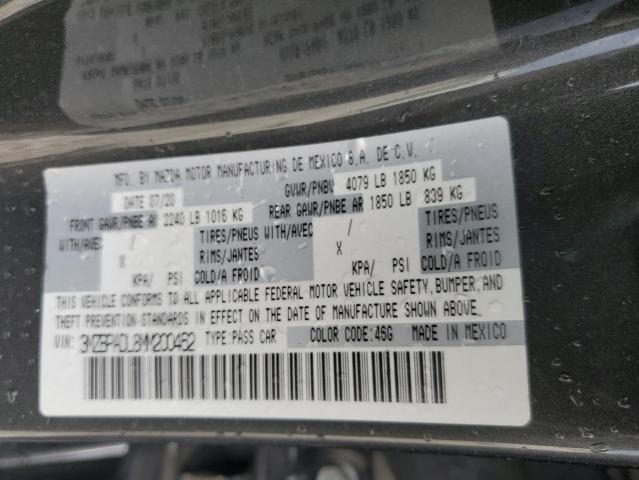 MFD. BY MAZDA MOTOR MANUFACTURING DE MEXICO S.A. DE C.V.
DATE 07/20 GVWR/PNBV 4079 LB 1850 KG
FRONT GAWR/PNBE AV 2240 LB 1016 KG REAR GAWR/PNBE AR 1850 LB 839 KG
WITH/AVEC / TIRES/PNEUS WITH/AVEC / TIRES/PNEUS
X RIMS/JANTES X RIMS/JANTES
KPA/ PSI COLD/A FROID KPA/ PSI COLD/A FROID
THIS VEHICLE CONFORMS TO ALL APPLICABLE FEDERAL MOTOR VEHICLE SAFETY, BUMPER, AND
THEFT PREVENTION STANDARDS IN EFFECT ON THE DATE OF MANUFACTURE SHOWN ABOVE.
VIN: 3MZBPADL8MM200462 TYPE:PASS CAR COLOR CODE:46G MADE IN MEXICO